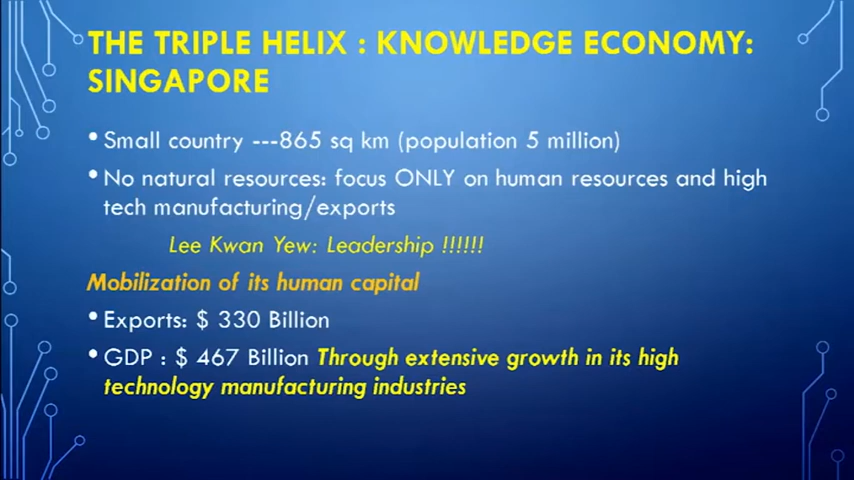 THE TRIPLE HELIX : KNOWLEDGE ECONOMY:
SINGAPORE
• Small country ---865 sq km (population 5 million)
• No natural resources: focus ONLY on human resources and high
tech manufacturing/exports
Lee Kwan Yew: Leadership !!!!!!
Mobilization of its human capital
• Exports: $ 330 Billion
• GDP : $ 467 Billion Through extensive growth in its high
technology manufacturing industries